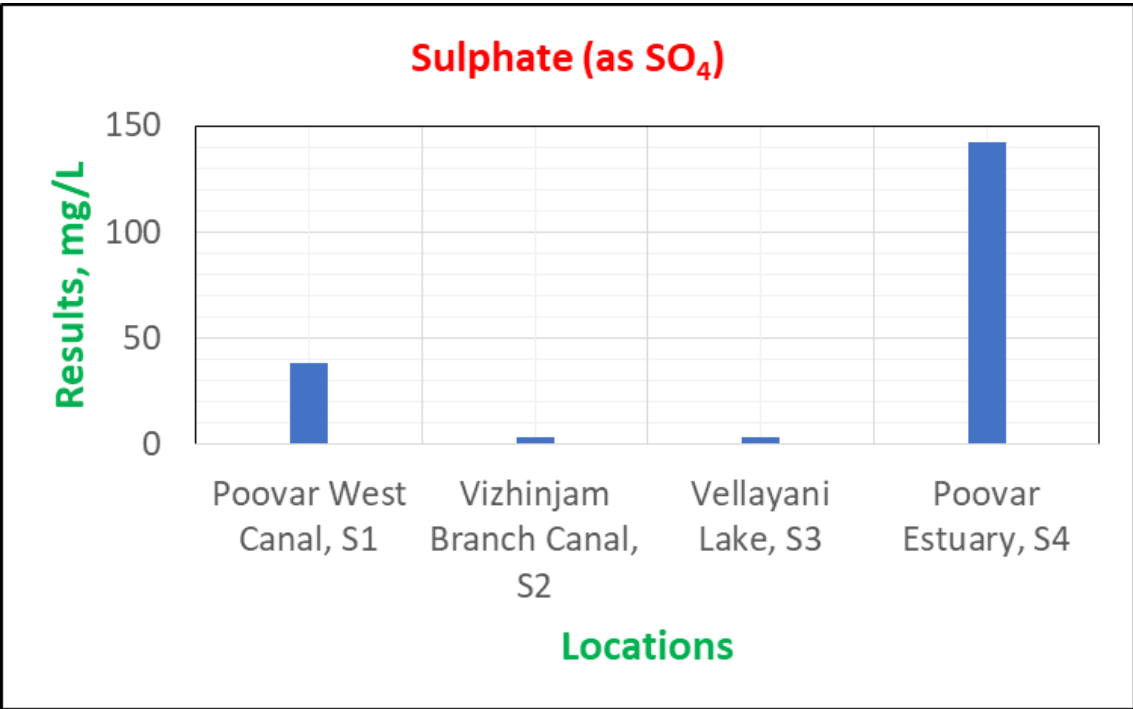 Sulphate (as SO₄)
Results, mg/L
150
100
50
0
Poovar West
Canal, S1
Vizhinjam
Branch Canal,
S2
Vellayani
Lake, S3
Poovar
Estuary, S4
Locations